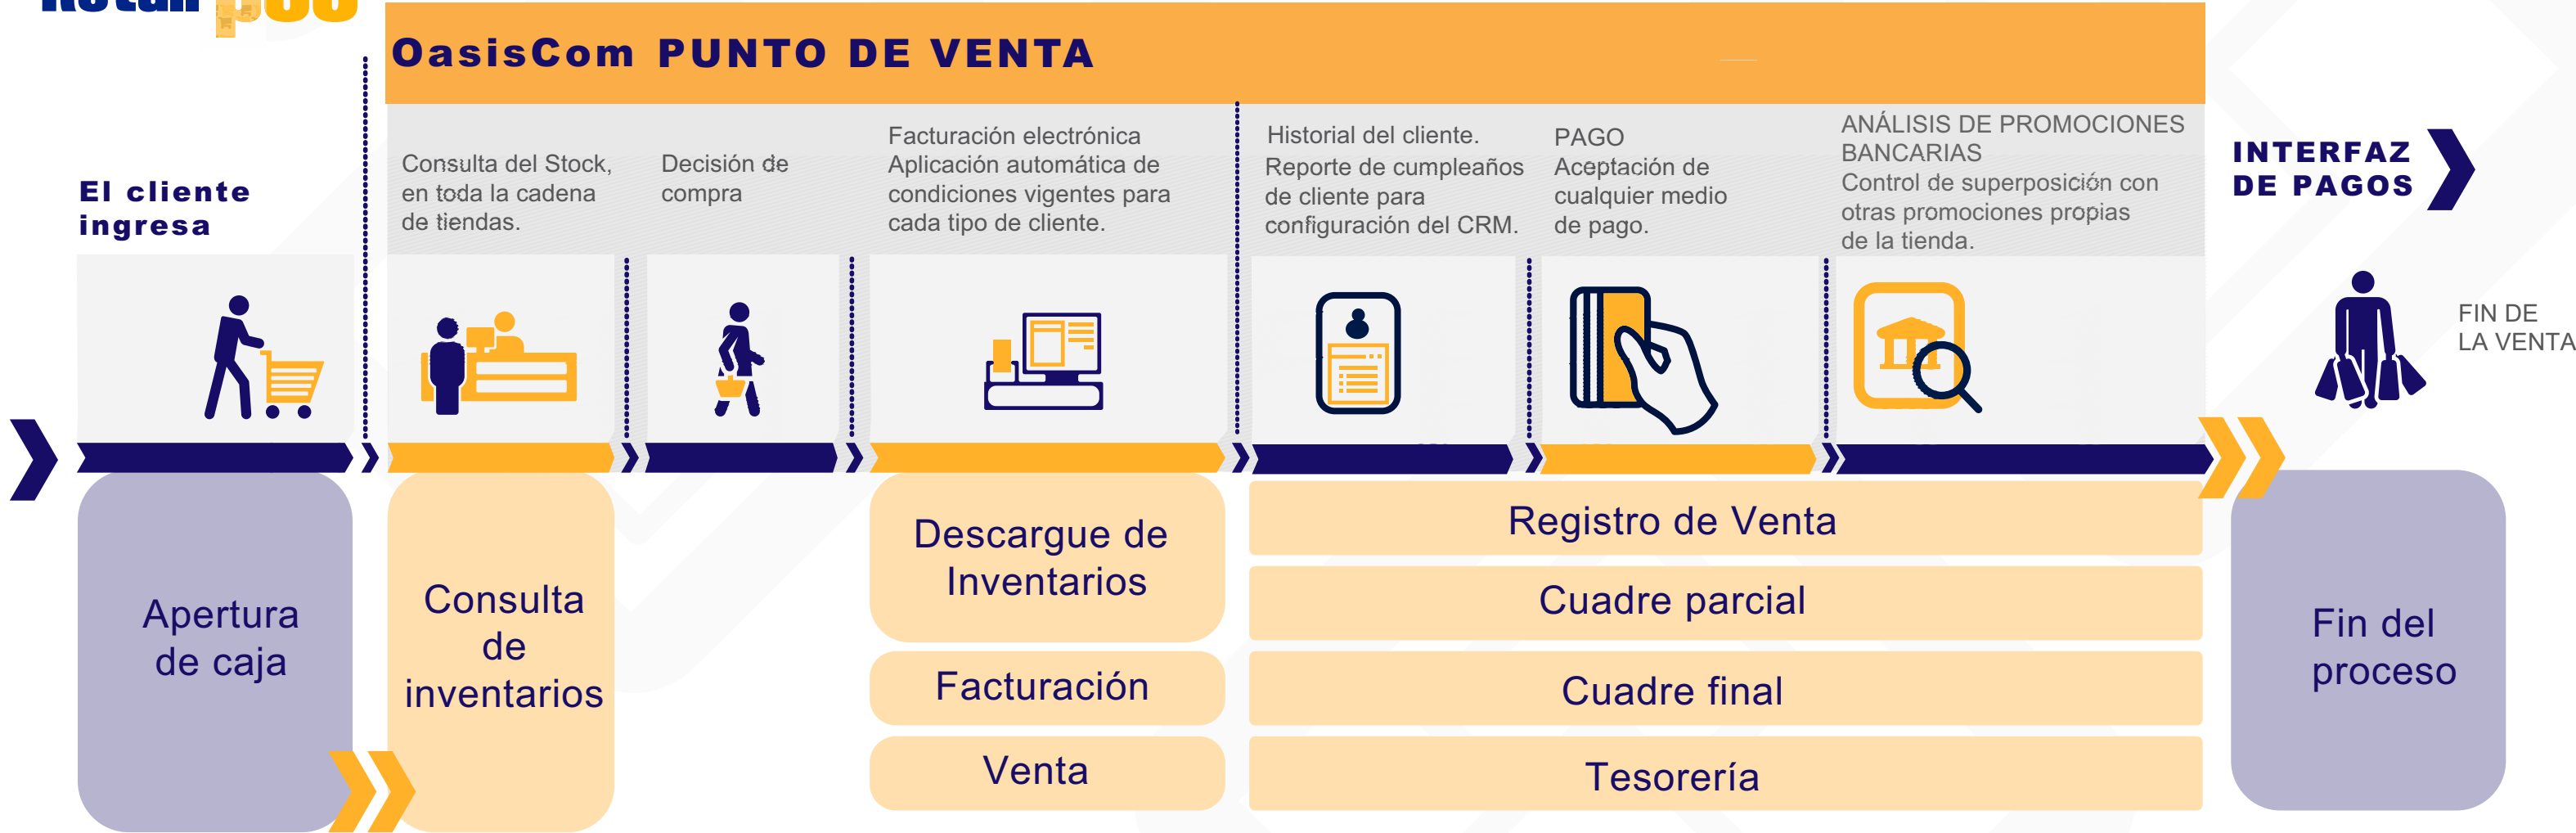 Retail pos
OasisCom PUNTO DE VENTA
El cliente
ingresa
Consulta del Stock,
en toda la cadena
de tiendas.
Decisión de
compra
Facturación electrónica
Aplicación automática de
condiciones vigentes para
cada tipo de cliente.
Historial del cliente.
Reporte de cumpleaños
de cliente para
configuración del CRM.
PAGO
Aceptación de
cualquier medio
de pago.
ANÁLISIS DE PROMOCIONES
BANCARIAS
Control de superposición con
otras promociones propias
de la tienda.
INTERFAZ
DE PAGOS
FIN DE
LA VENTA
Apertura
de caja
Consulta
de
inventarios
Descargue de
Inventarios
Facturación
Venta
Registro de Venta
Cuadre parcial
Cuadre final
Tesorería
Fin del
proceso